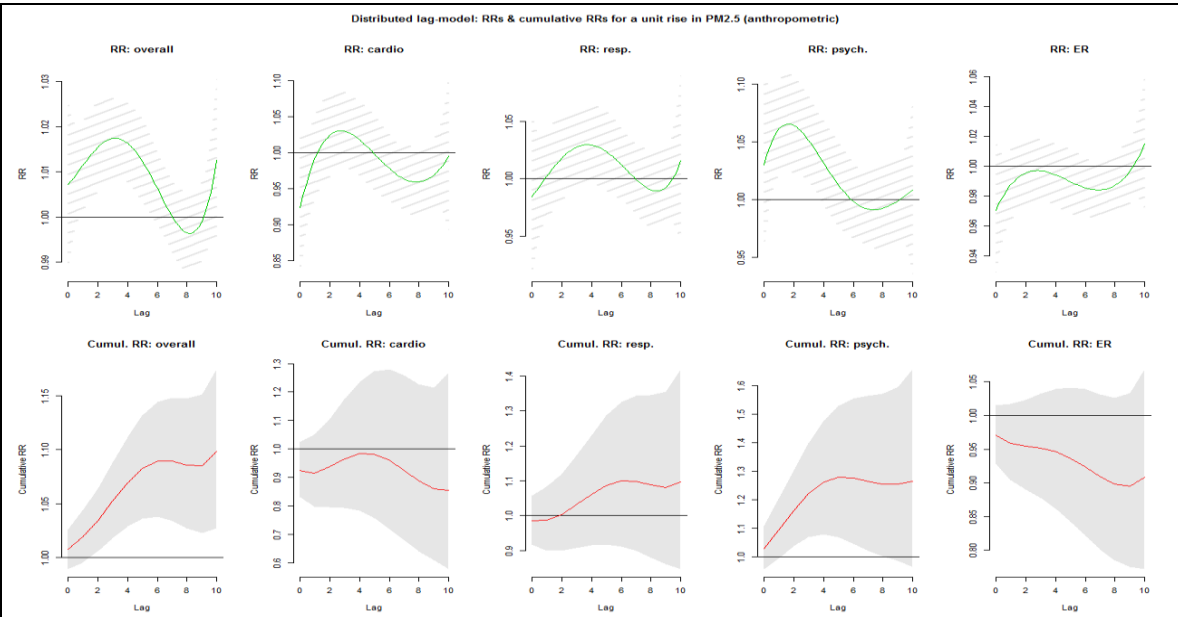 Distributed lag-model: RRs & cumulative RRs for a unit rise in PM2.5 (anthropometric)
RR: overall
RR
1.03
1.02
1.01
1.00
0.99
0 2 4 6 8 10
Lag
RR: cardio
RR
1.10
1.05
1.00
0.95
0.90
0.85
0 2 4 6 8 10
Lag
RR: resp.
RR
1.05
1.00
0.95
0 2 4 6 8 10
Lag
RR: psych.
RR
1.10
1.05
1.00
0.95
0 2 4 6 8 10
Lag
RR: ER
RR
1.06
1.04
1.02
1.00
0.98
0.96
0.94
0 2 4 6 8 10
Lag
Cumul. RR: overall
Cumulative RR
1.15
1.10
1.05
1.00
0 2 4 6 8 10
Lag
Cumul. RR: cardio
Cumulative RR
1.3
1.2
1.1
1.0
0.9
0.8
0.7
0.6
0 2 4 6 8 10
Lag
Cumul. RR: resp.
Cumulative RR
1.4
1.3
1.2
1.1
1.0
0.9
0 2 4 6 8 10
Lag
Cumul. RR: psych.
Cumulative RR
1.6
1.5
1.4
1.3
1.2
1.1
1.0
0 2 4 6 8 10
Lag
Cumul. RR: ER
Cumulative RR
1.05
1.00
0.95
0.90
0.85
0.80
0 2 4 6 8 10
Lag